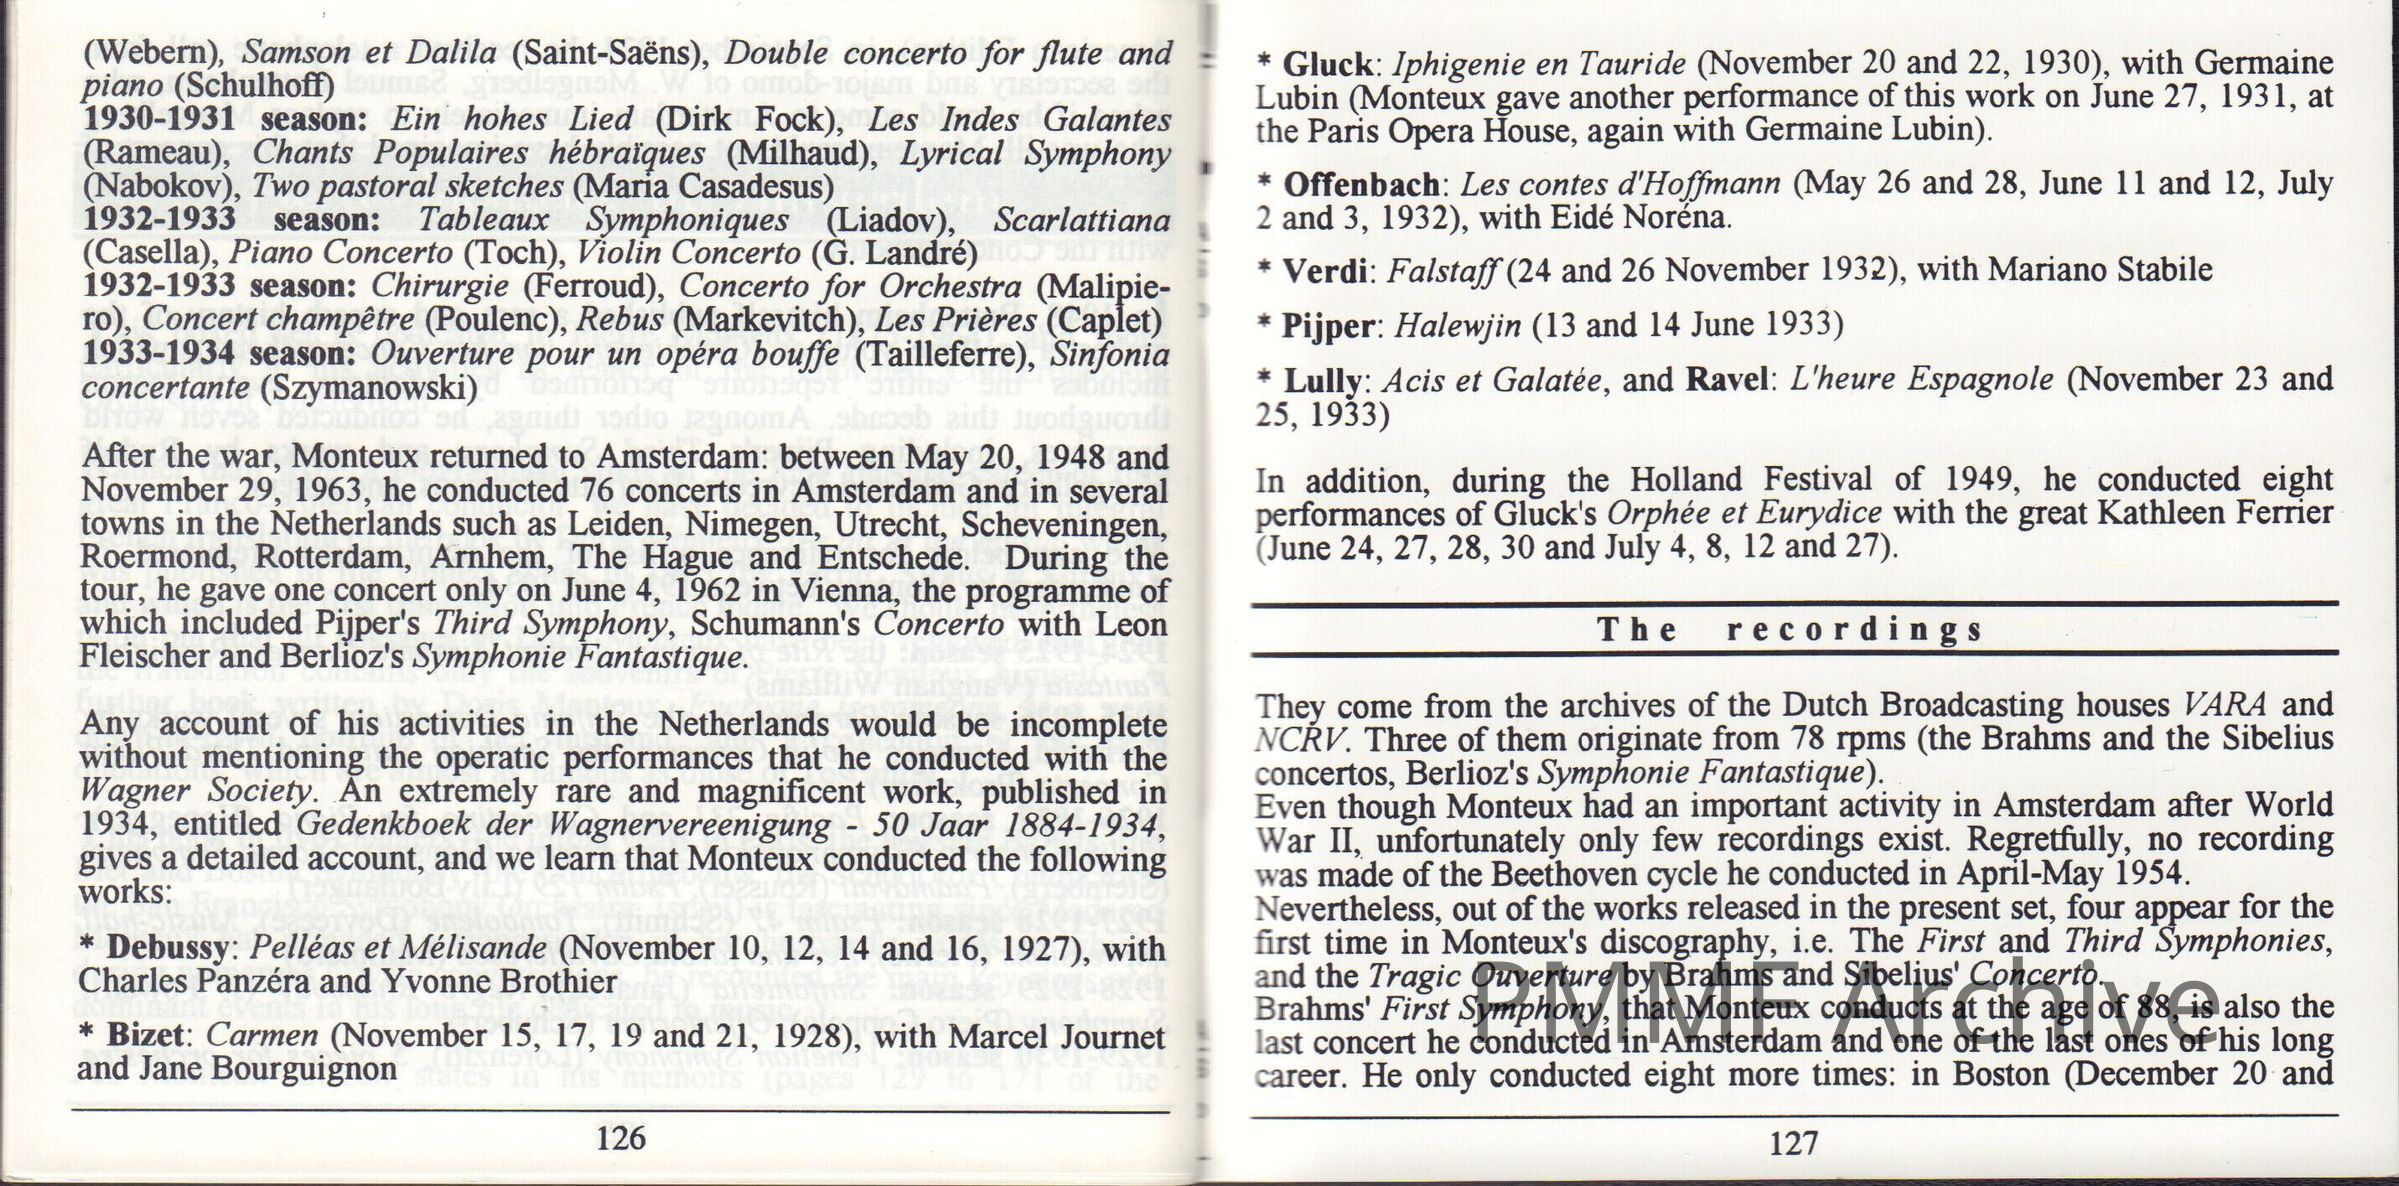 (Webern), Samson et Dalila (Saint-Saëns), Double concerto for flute and
piano (Schulhoff)
1930-1931 season: Ein hohes Lied (Dirk Fock), Les Indes Galantes
(Rameau), Chants Populaires hébraïques (Milhaud), Lyrical Symphony
(Nabokov), Two pastoral sketches (Maria Casadesus)
1932-1933 season: Tableaux Symphoniques (Liadov), Scarlattiana
(Casella), Piano Concerto (Toch), Violin Concerto (G. Landré)
1932-1933 season: Chirurgie (Ferroud), Concerto for Orchestra (Malipie-
ro), Concert champêtre (Poulenc), Rebus (Markevitch), Les Prières (Caplet)
1933-1934 season: Ouverture pour un opéra bouffe (Tailleferre), Sinfonia
concertante (Szymanowski)
After the war, Monteux returned to Amsterdam: between May 20, 1948 and
November 29, 1963, he conducted 76 concerts in Amsterdam and in several
towns in the Netherlands such as Leiden, Nimegen, Utrecht, Scheveningen,
Roermond, Rotterdam, Arnhem, The Hague and Entschede. During the
tour, he gave one concert only on June 4, 1962 in Vienna, the programme of
which included Pijper's Third Symphony, Schumann's Concerto with Leon
Fleischer and Berlioz's Symphonie Fantastique.
Any account of his activities in the Netherlands would be incomplete
without mentioning the operatic performances that he conducted with the
Wagner Society. An extremely rare and magnificent work, published in
1934, entitled Gedenkboek der Wagnervereenigung - 50 Jaar 1884-1934,
gives a detailed account, and we learn that Monteux conducted the following
works:
* Debussy: Pelléas et Mélisande (November 10, 12, 14 and 16, 1927), with
Charles Panzéra and Yvonne Brothier
* Bizet: Carmen (November 15, 17, 19 and 21, 1928), with Marcel Journet
and Jane Bourguignon
126
* Gluck: Iphigenie en Tauride (November 20 and 22, 1930), with Germaine
Lubin (Monteux gave another performance of this work on June 27, 1931, at
the Paris Opera House, again with Germaine Lubin).
* Offenbach: Les contes d'Hoffmann (May 26 and 28, June 11 and 12, July
2 and 3, 1932), with Eidé Noréna.
* Verdi: Falstaff (24 and 26 November 1932), with Mariano Stabile
* Pijper: Halewjin (13 and 14 June 1933)
* Lully: Acis et Galatée, and Ravel: L'heure Espagnole (November 23 and
25, 1933)
In addition, during the Holland Festival of 1949, he conducted eight
performances of Gluck's Orphée et Eurydice with the great Kathleen Ferrier
(June 24, 27, 28, 30 and July 4, 8, 12 and 27).
The recordings
They come from the archives of the Dutch Broadcasting houses VARA and
NCRV. Three of them originate from 78 rpms (the Brahms and the Sibelius
concertos, Berlioz's Symphonie Fantastique).
Even though Monteux had an important activity in Amsterdam after World
War II, unfortunately only few recordings exist. Regretfully, no recording
was made of the Beethoven cycle he conducted in April-May 1954.
Nevertheless, out of the works released in the present set, four appear for the
first time in Monteux's discography, i.e. The First and Third Symphonies,
and the Tragic Ouverture by Brahms and Sibelius' Concerto.
Brahms' First Symphony, that Monteux conducts at the age of 88, is also the
last concert he conducted in Amsterdam and one of the last ones of his long
career. He only conducted eight more times: in Boston (December 20 and
127
PMMF Archive